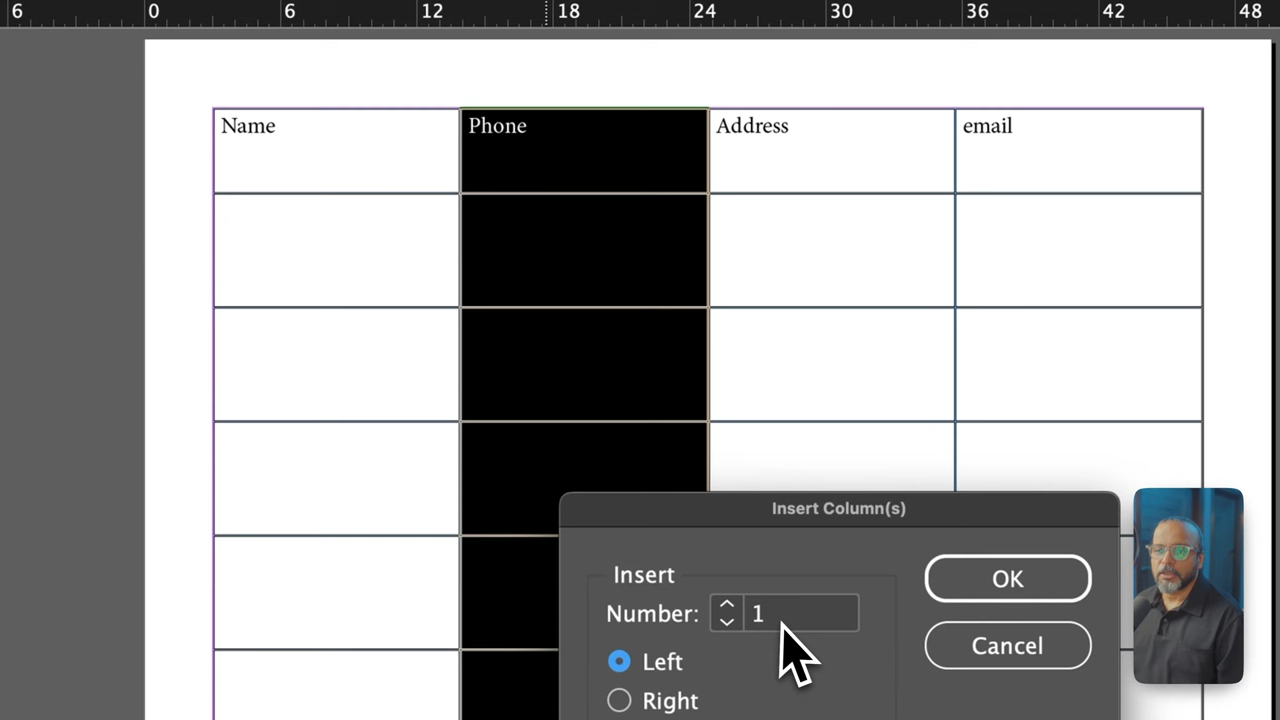 6 0 6 12 18 24 30 36 42 48
Name Phone Address email
Insert Column(s)
Insert
Number: 1
OK
Left
Cancel
Right